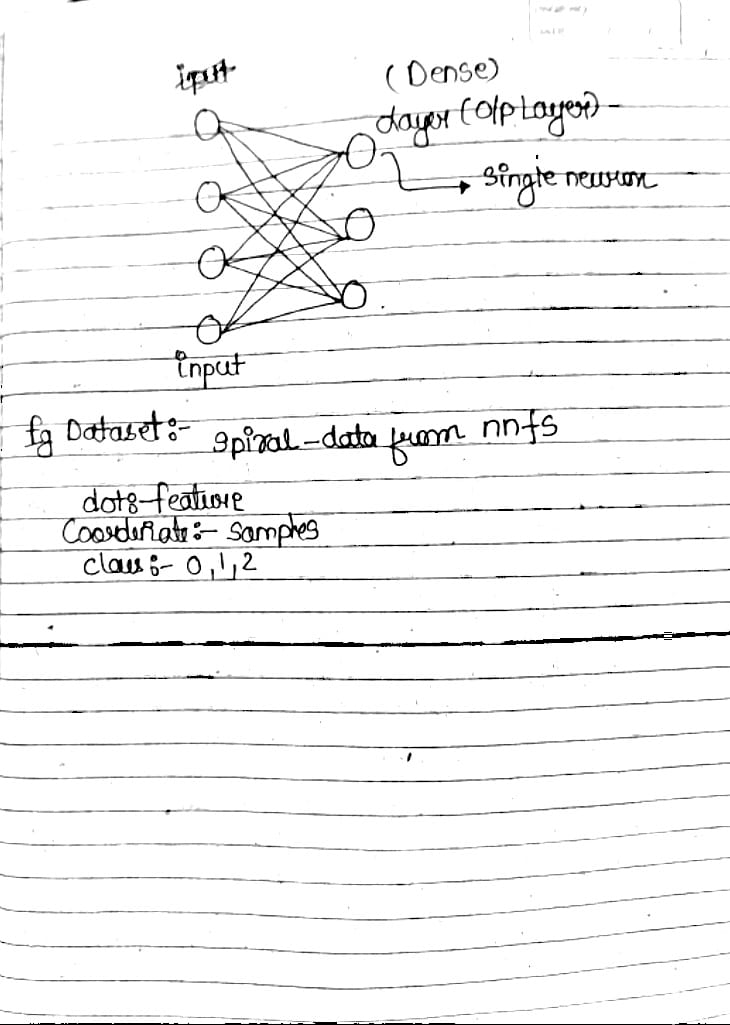 input
(Dense)
Layer (O/P Layer)
single neuron
input
eg Dataset:- spiral-data from nnfs
dots-feature
Coordinate:- samples
class:- 0,1,2